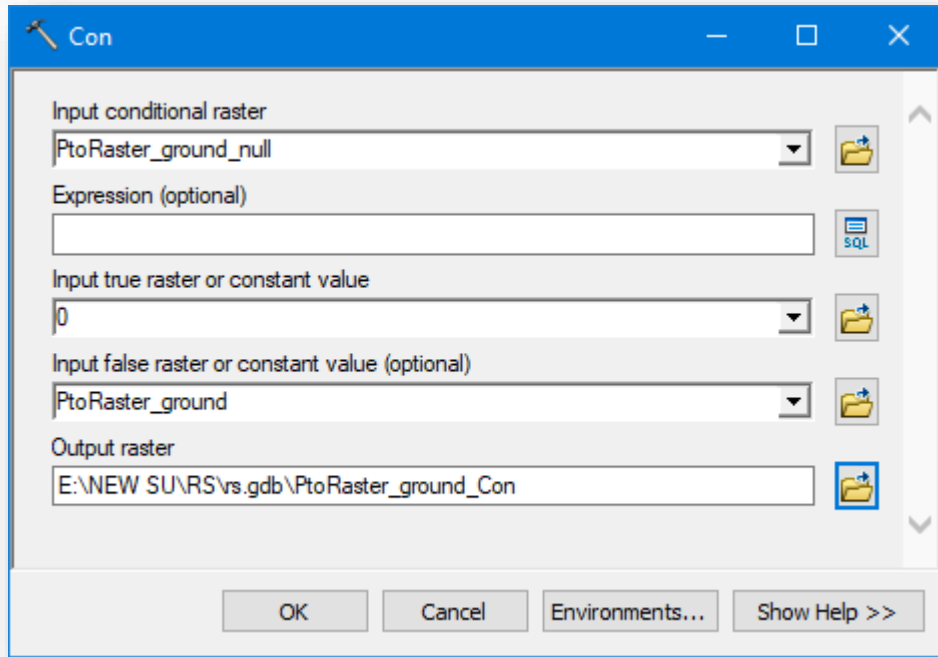 Con
Input conditional raster
PtoRaster_ground_null
Expression (optional)
SQL
Input true raster or constant value
0
Input false raster or constant value (optional)
PtoRaster_ground
Output raster
E:\NEW SU\RS\rs.gdb\PtoRaster_ground_Con
OK Cancel Environments... Show Help >>